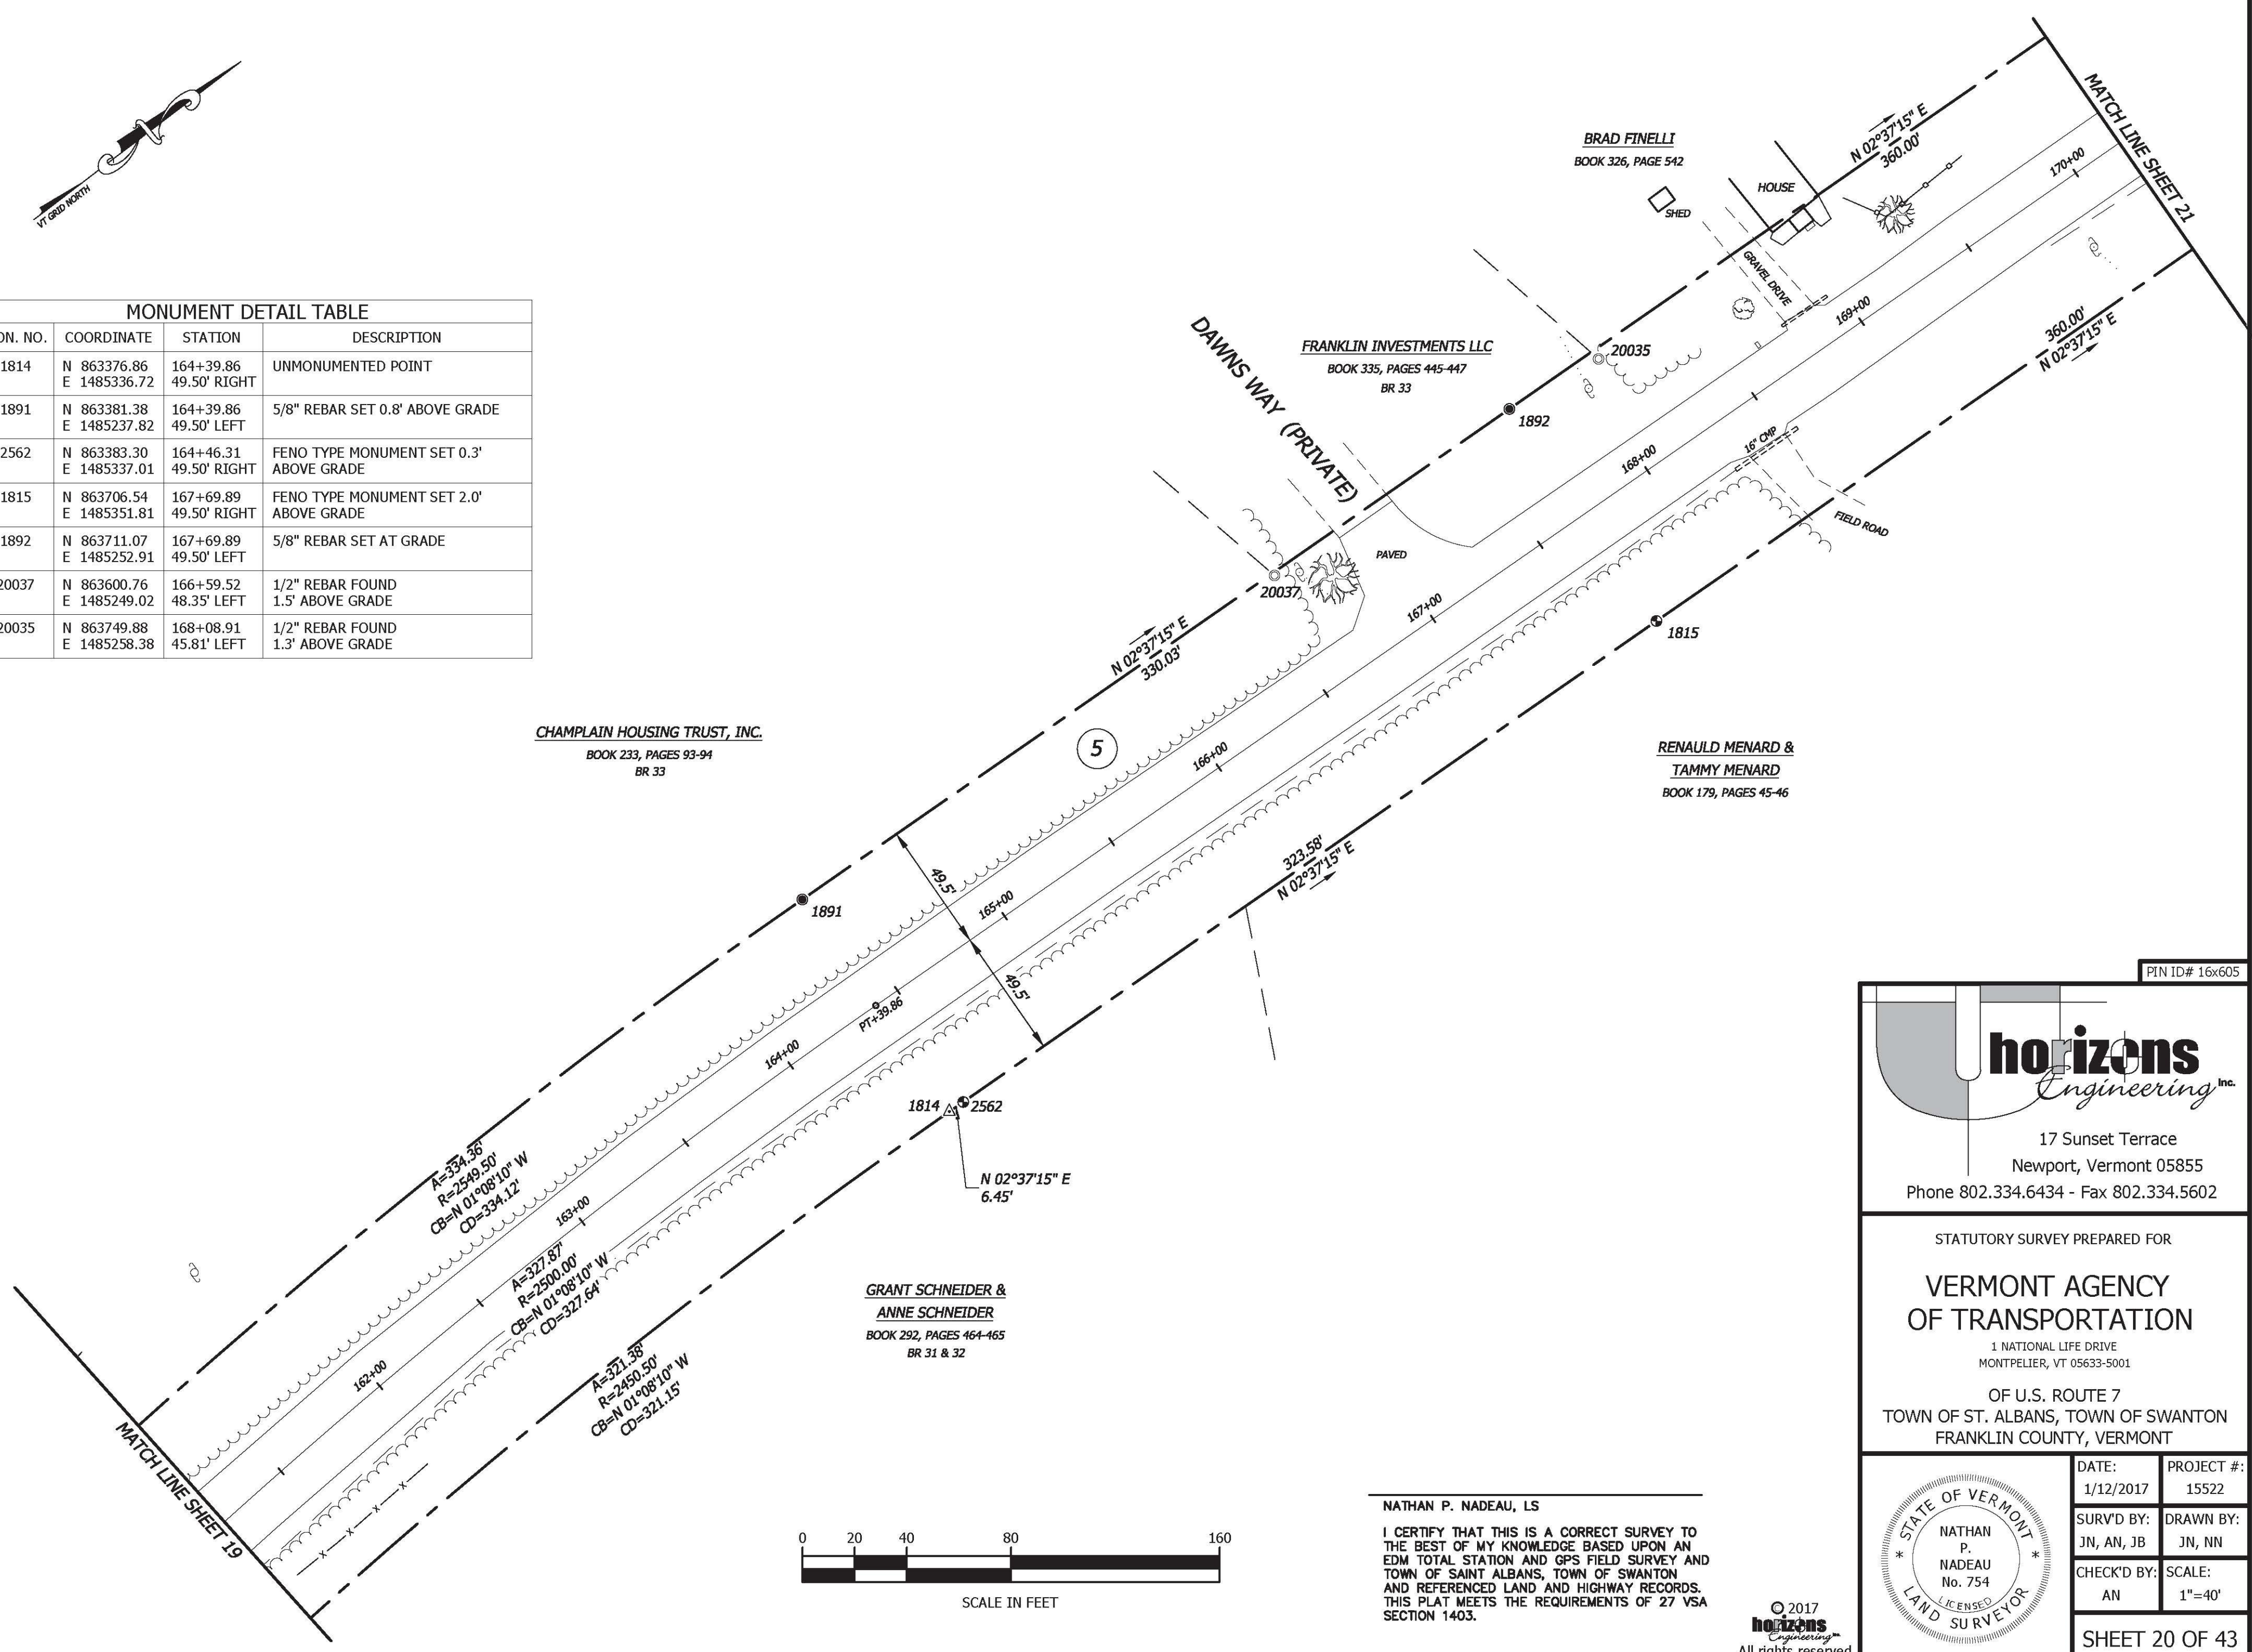 VT GRID NORTH
MONUMENT DETAIL TABLE
ON. NO. COORDINATE STATION DESCRIPTION
1814 N 863376.86 164+39.86 UNMONUMENTED POINT
E 1485336.72 49.50' RIGHT
1891 N 863381.38 164+39.86 5/8" REBAR SET 0.8' ABOVE GRADE
E 1485237.82 49.50' LEFT
2562 N 863383.30 164+46.31 FENO TYPE MONUMENT SET 0.3'
E 1485337.01 49.50' RIGHT ABOVE GRADE
1815 N 863706.54 167+69.89 FENO TYPE MONUMENT SET 2.0'
E 1485351.81 49.50' RIGHT ABOVE GRADE
1892 N 863711.07 167+69.89 5/8" REBAR SET AT GRADE
E 1485252.91 49.50' LEFT
20037 N 863600.76 166+59.52 1/2" REBAR FOUND
E 1485249.02 48.35' LEFT 1.5' ABOVE GRADE
20035 N 863749.88 168+08.91 1/2" REBAR FOUND
E 1485258.38 45.81' LEFT 1.3' ABOVE GRADE
MATCH LINE SHEET 21
N 02°37'15" E
360.00'
170+00
BRAD FINELLI
BOOK 326, PAGE 542
HOUSE
SHED
GRAVEL DRIVE
169+00
360.00'
N 02°37'15" E
DAWNS WAY (PRIVATE)
FRANKLIN INVESTMENTS LLC
BOOK 335, PAGES 445-447
BR 33
20035
1892
168+00
16" CMP
FIELD ROAD
PAVED
20037
167+00
1815
N 02°37'15" E
330.03'
CHAMPLAIN HOUSING TRUST, INC.
BOOK 233, PAGES 93-94
BR 33
5
166+00
RENAULD MENARD &
TAMMY MENARD
BOOK 179, PAGES 45-46
323.58'
N 02°37'15" E
49.5'
165+00
1891
49.5'
PT+39.86
164+00
1814
2562
N 02°37'15" E
6.45'
A=334.36'
R=2549.50'
CB=N 01°08'10" W
CD=334.12'
163+00
A=327.87'
R=2500.00'
CB=N 01°08'10" W
CD=327.64'
GRANT SCHNEIDER &
ANNE SCHNEIDER
BOOK 292, PAGES 464-465
BR 31 & 32
A=321.38'
R=2450.50'
CB=N 01°08'10" W
CD=321.15'
162+00
MATCH LINE SHEET 19
x x x
0 20 40 80 160
SCALE IN FEET
NATHAN P. NADEAU, LS
I CERTIFY THAT THIS IS A CORRECT SURVEY TO
THE BEST OF MY KNOWLEDGE BASED UPON AN
EDM TOTAL STATION AND GPS FIELD SURVEY AND
TOWN OF SAINT ALBANS, TOWN OF SWANTON
AND REFERENCED LAND AND HIGHWAY RECORDS.
THIS PLAT MEETS THE REQUIREMENTS OF 27 VSA
SECTION 1403.
© 2017
horizons
Engineering Inc.
All rights reserved
PIN ID# 16x605
horizons
Engineering Inc.
17 Sunset Terrace
Newport, Vermont 05855
Phone 802.334.6434 - Fax 802.334.5602
STATUTORY SURVEY PREPARED FOR
VERMONT AGENCY
OF TRANSPORTATION
1 NATIONAL LIFE DRIVE
MONTPELIER, VT 05633-5001
OF U.S. ROUTE 7
TOWN OF ST. ALBANS, TOWN OF SWANTON
FRANKLIN COUNTY, VERMONT
STATE OF VERMONT
NATHAN
P.
NADEAU
No. 754
LICENSED
LAND SURVEYOR
DATE: PROJECT #:
1/12/2017 15522
SURV'D BY: DRAWN BY:
JN, AN, JB JN, NN
CHECK'D BY: SCALE:
AN 1"=40'
SHEET 20 OF 43